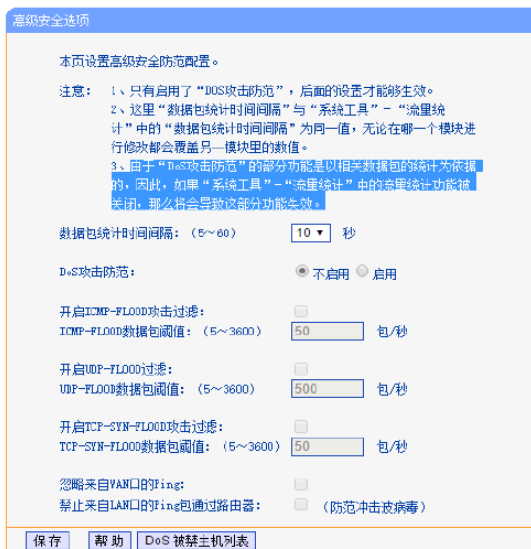 高级安全选项
本页设置高级安全防范配置。
注意: 1、只有启用了“DOS攻击防范”,后面的设置才能够生效。
2、这里“数据包统计时间间隔”与“系统工具”-“流量统
计”中的“数据包统计时间间隔”为同一值,无论在哪一个模块进
行修改都会覆盖另一模块里的数值。
3、由于“DoS攻击防范”的部分功能是以相关数据包的统计为依据
的,因此,如果“系统工具”-“流量统计”中的流量统计功能被
关闭,那么将会导致这部分功能失效。
数据包统计时间间隔:(5~60) 10 秒
DoS攻击防范: 不启用 启用
开启ICMP-FLOOD攻击过滤:
ICMP-FLOOD数据包阈值:(5~3600) 50 包/秒
开启UDP-FLOOD过滤:
UDP-FLOOD数据包阈值:(5~3600) 500 包/秒
开启TCP-SYN-FLOOD攻击过滤:
TCP-SYN-FLOOD数据包阈值:(5~3600) 50 包/秒
忽略来自WAN口的Ping:
禁止来自LAN口的Ping包通过路由器: (防范冲击波病毒)
保存 帮助 DoS被禁主机列表